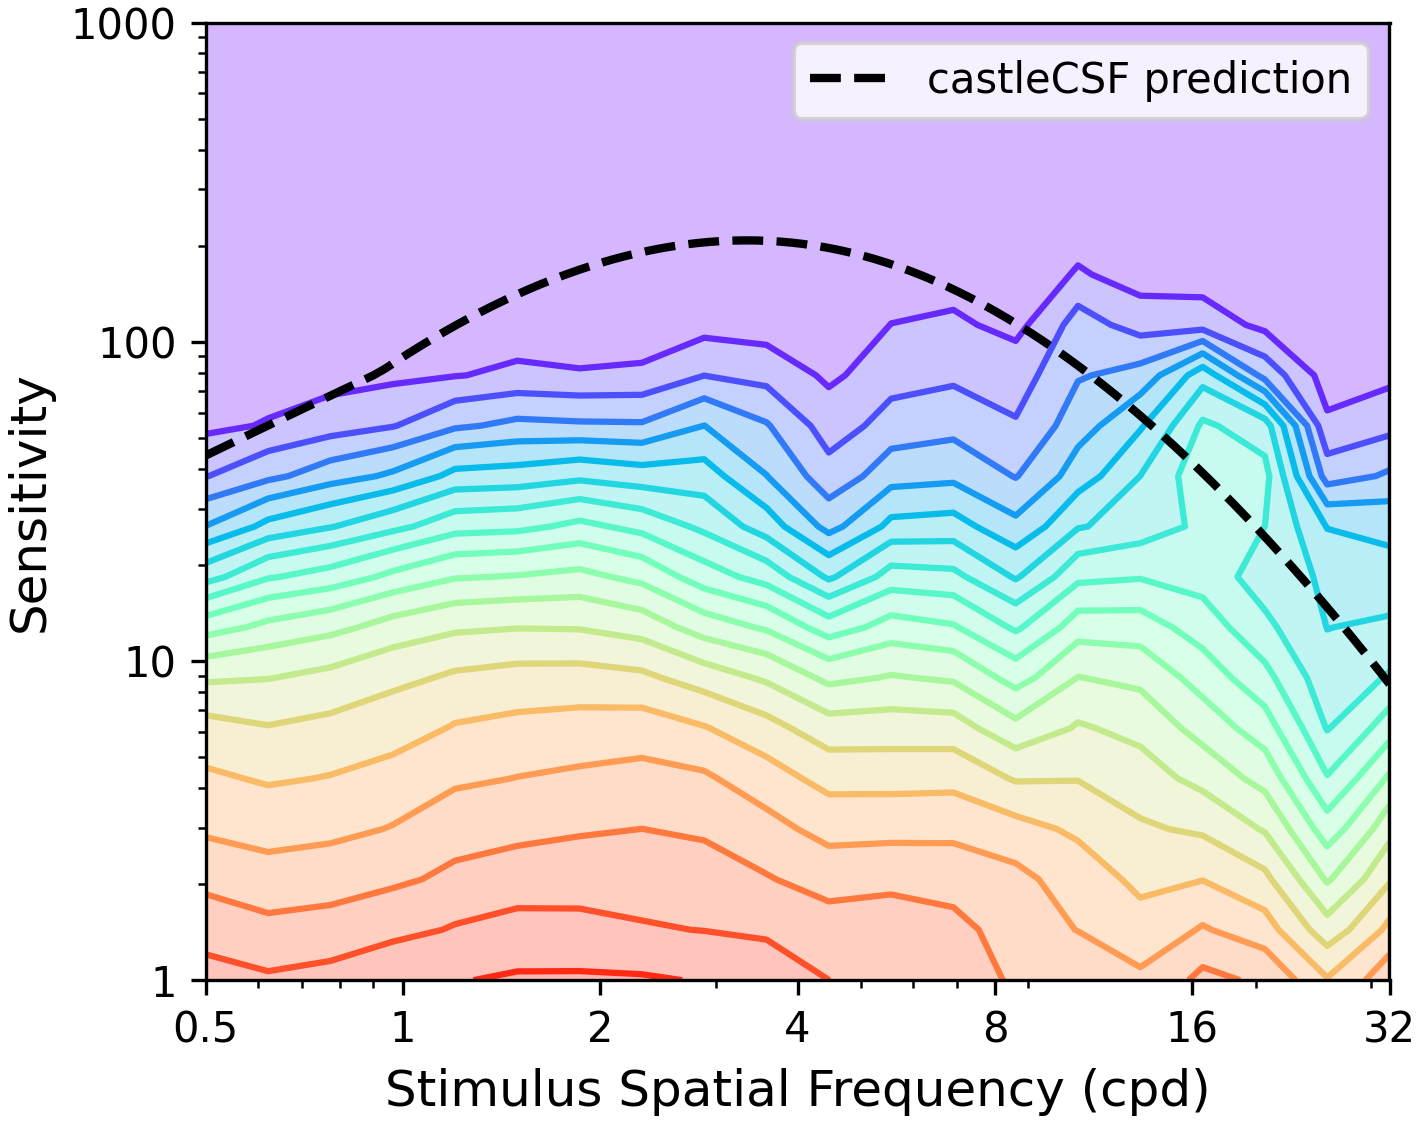 1000
castleCSF prediction
100
Sensitivity
10
1
0.5 1 2 4 8 16 32
Stimulus Spatial Frequency (cpd)